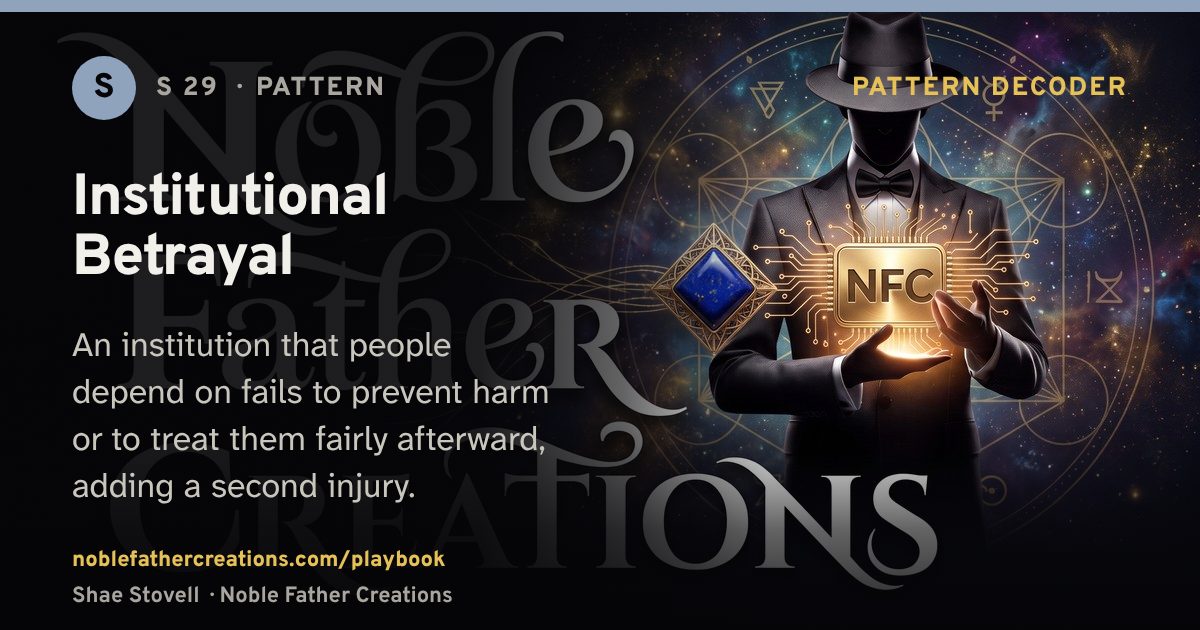 S
S 29 · PATTERN
PATTERN DECODER
Noble
Father
Creations
Institutional
Betrayal
NFC
An institution that people
depend on fails to prevent harm
or to treat them fairly afterward,
adding a second injury.
noblefathercreations.com/playbook
Shae Stovell · Noble Father Creations